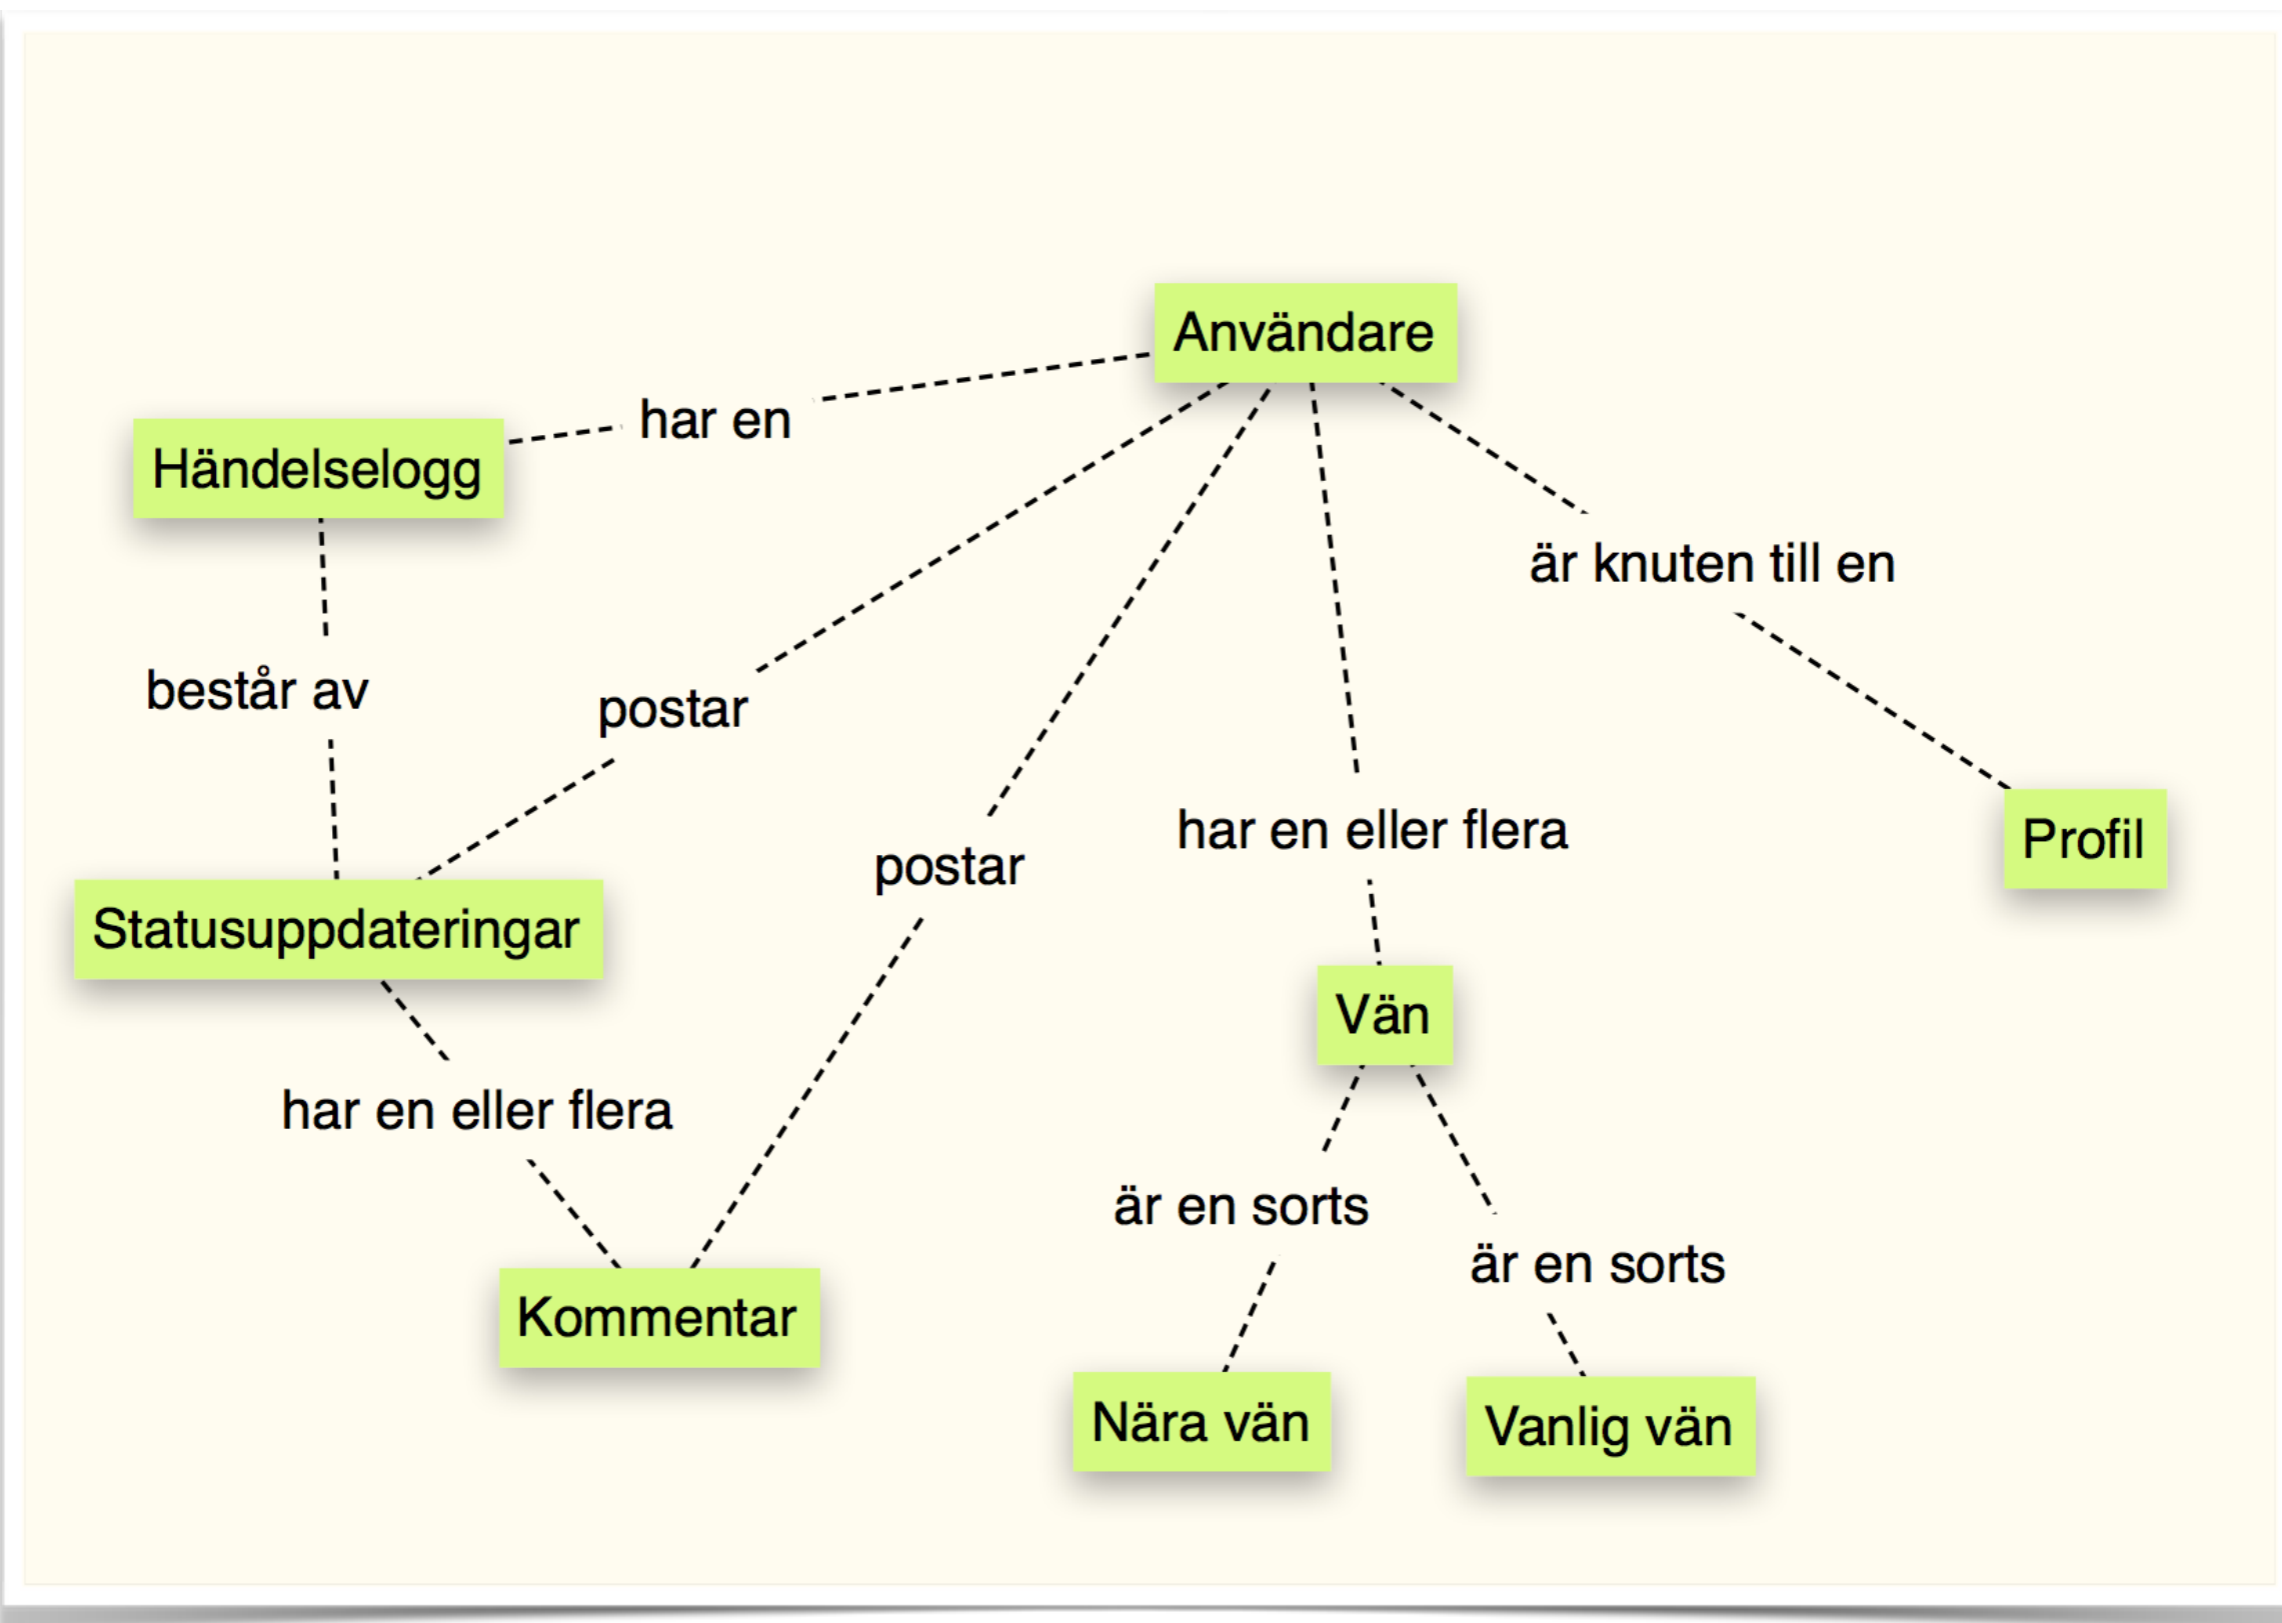 Användare
har en
Händelselogg
är knuten till en
består av
postar
har en eller flera
Profil
postar
Statusuppdateringar
Vän
har en eller flera
är en sorts
är en sorts
Kommentar
Nära vän
Vanlig vän